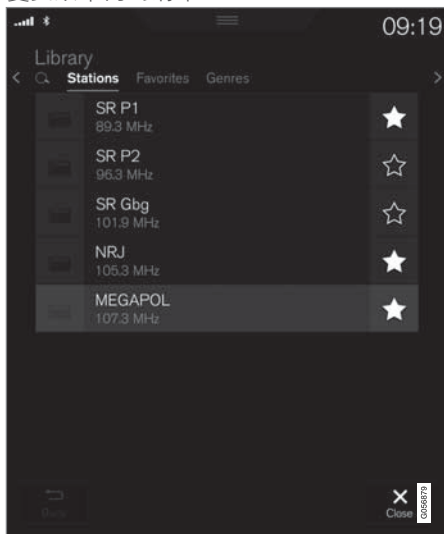 09:19
Library
Stations Favorites Genres
SR P1
89.3 MHz
SR P2
96.3 MHz
SR Gbg
101.9 MHz
NRJ
105.3 MHz
MEGAPOL
107.3 MHz
Close
G056879